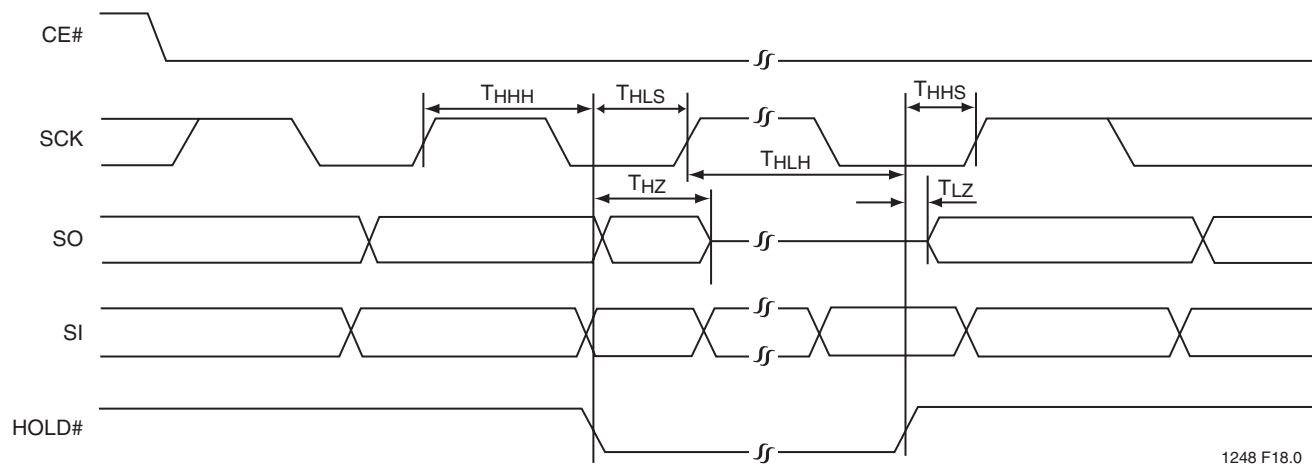 CE#
THHH
THLS
THHS
SCK
THLH
THZ
TLZ
SO
SI
HOLD#
1248 F18.0